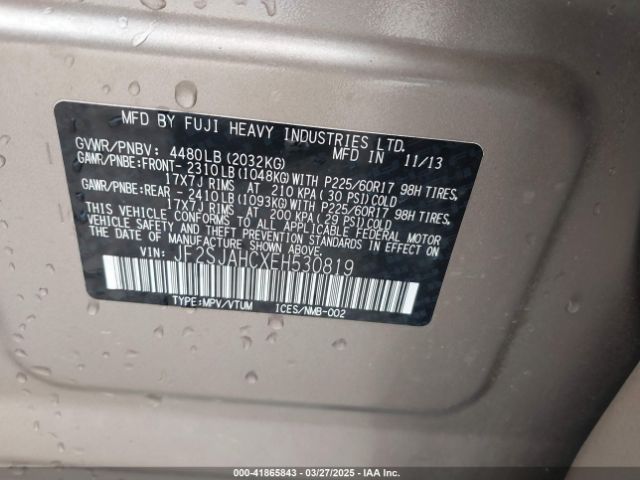 MFD BY FUJI HEAVY INDUSTRIES LTD.
GVWR/PNBV: 4480LB (2032KG) MFD IN 11/13
GAWR/PNBE:FRONT- 2310LB(1048KG)WITH P225/60R17 98H TIRES,
17X7J RIMS AT 210 KPA(30 PSI)COLD
GAWR/PNBE:REAR - 2410LB(1093KG)WITH P225/60R17 98H TIRES,
17X7J RIMS AT 200 KPA(29 PSI)COLD
THIS VEHICLE CONFORMS TO ALL APPLICABLE FEDERAL MOTOR
VEHICLE SAFETY AND THEFT PREVENTION STANDARDS IN EFFECT ON
THE DATE OF MANUFACTURE SHOWN ABOVE.
VIN: JF2SJAHCXEH530819
TYPE:MPV/VTUM ICES/NMB-002
000-41865843 / 03/27/2025 - IAA Inc.